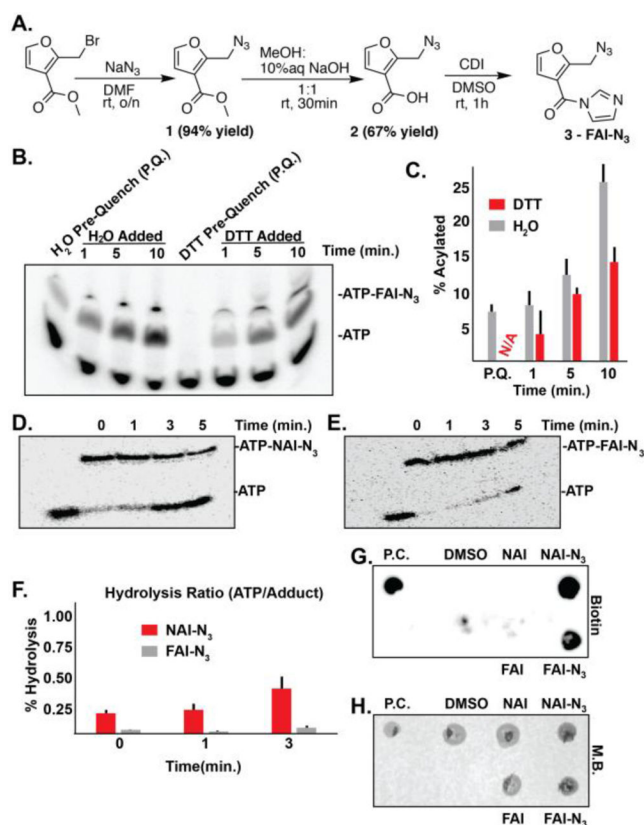 A.
Br
N₃
N₃
N₃
O
O
O
O
NaN₃
DMF
rt, o/n
MeOH:
10%aq NaOH
1:1
rt, 30min
CDI
DMSO
rt, 1h
O
O
O
O
O
OH
O
N
N
1 (94% yield)
2 (67% yield)
3 - FAI-N₃
B.
H₂O Pre-Quench (P.Q.)
H₂O Added
1 5 10
DTT Pre-Quench (P.Q.)
DTT Added
1 5 10
Time (min.)
-ATP-FAI-N₃
-ATP
C.
% Acylated
25
20
15
10
5
DTT
H₂O
N/A
P.Q. 1 5 10
Time (min.)
D.
0 1 3 5 Time (min.)
-ATP-NAI-N₃
-ATP
E.
0 1 3 5 Time (min.)
-ATP-FAI-N₃
-ATP
F.
Hydrolysis Ratio (ATP/Adduct)
% Hydrolysis
1.00
0.75
0.50
0.25
NAI-N₃
FAI-N₃
0 1 3
Time(min.)
G.
P.C. DMSO NAI NAI-N₃
Biotin
FAI FAI-N₃
H.
P.C. DMSO NAI NAI-N₃
M.B.
FAI FAI-N₃